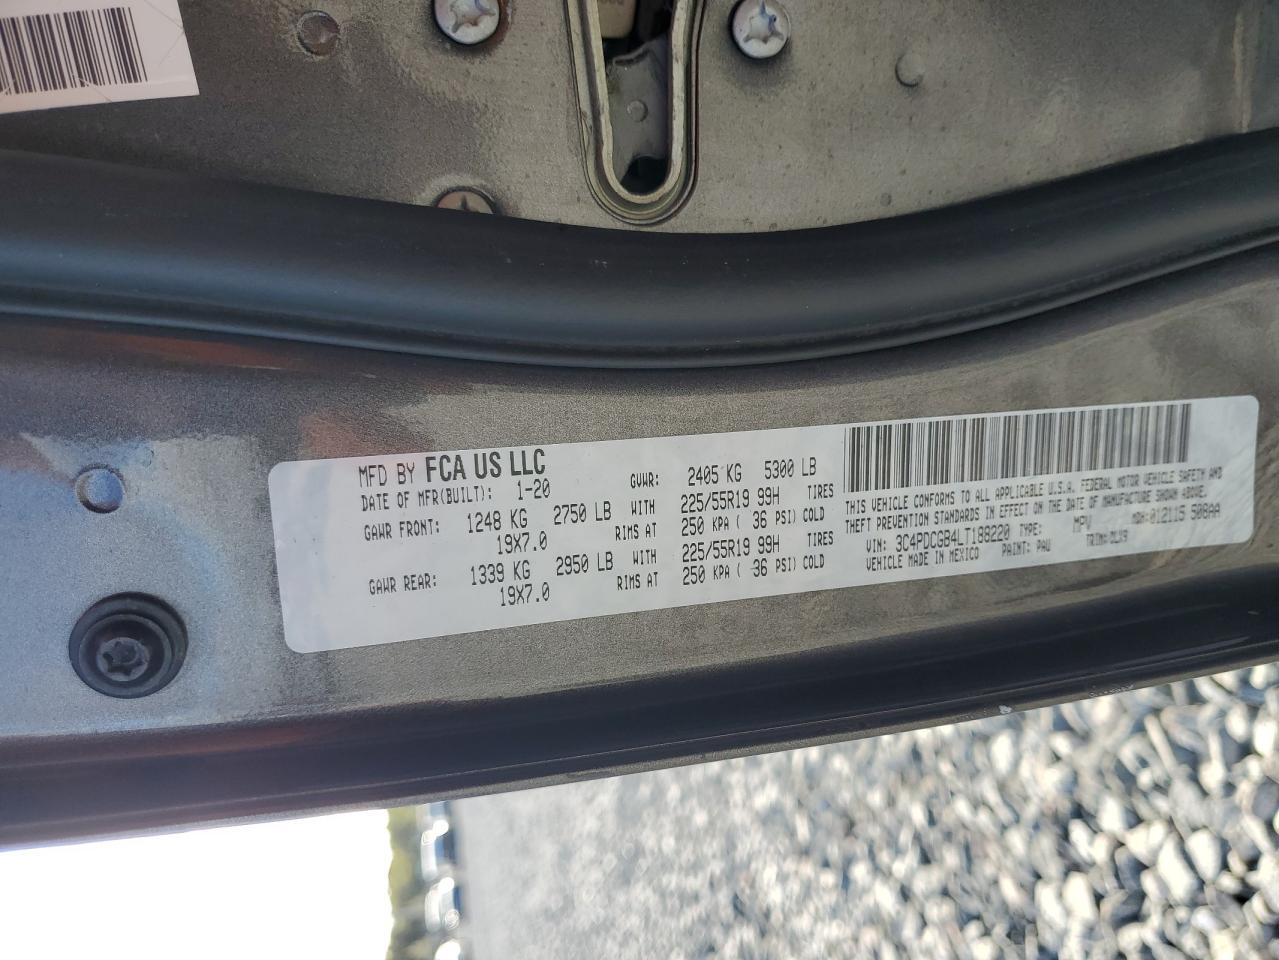 MFD BY FCA US LLC
DATE OF MFR(BUILT): 1-20 GVWR: 2405 KG 5300 LB
GAWR FRONT: 1248 KG 2750 LB WITH 225/55R19 99H TIRES
19X7.0 RIMS AT 250 KPA ( 36 PSI) COLD
GAWR REAR: 1339 KG 2950 LB WITH 225/55R19 99H TIRES
19X7.0 RIMS AT 250 KPA ( 36 PSI) COLD
THIS VEHICLE CONFORMS TO ALL APPLICABLE U.S.A. FEDERAL MOTOR VEHICLE SAFETY AND
THEFT PREVENTION STANDARDS IN EFFECT ON THE DATE OF MANUFACTURE SHOWN ABOVE.
VIN: 3C4PDCGB4LT188220 TYPE: MPV MDH: 012115 508AA
VEHICLE MADE IN MEXICO PAINT: PAU TRIM: